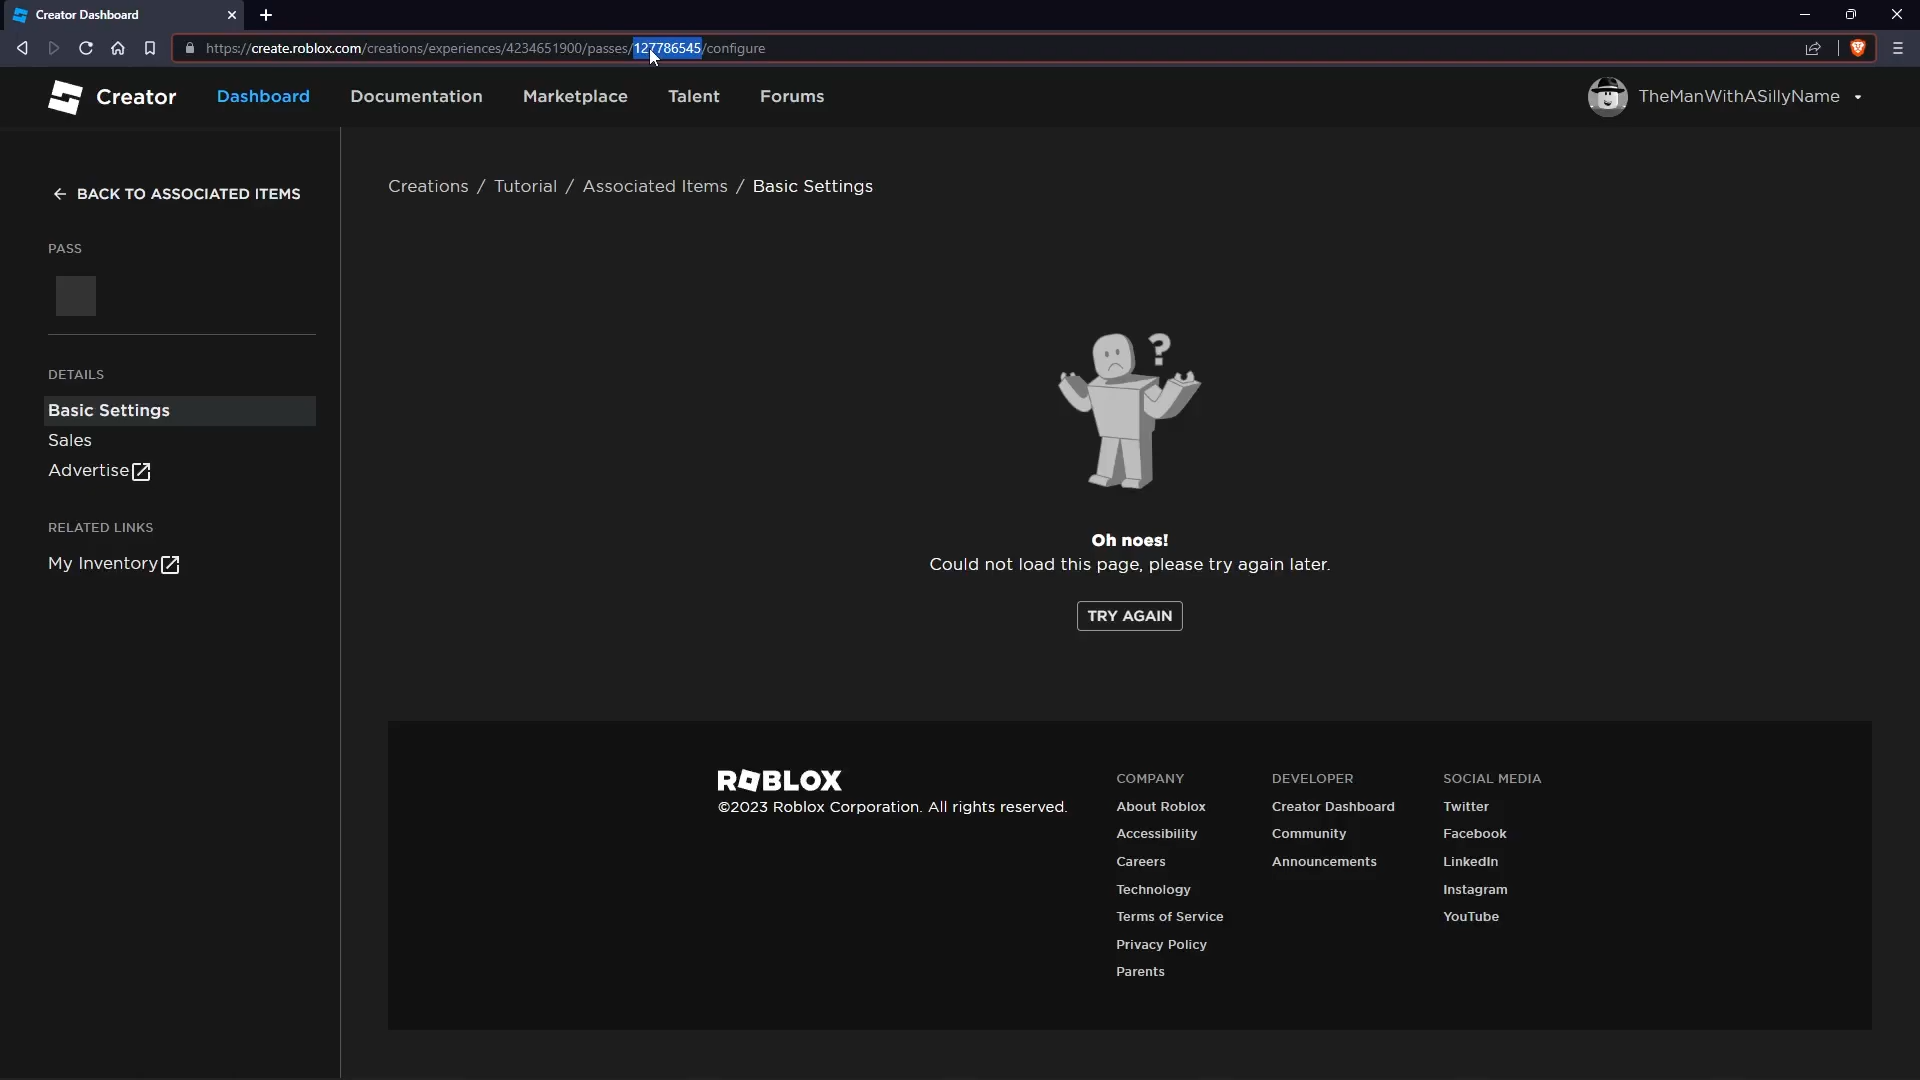 Creator Dashboard
https://create.roblox.com/creations/experiences/4234651900/passes/127786545/configure
Creator
Dashboard
Documentation
Marketplace
Talent
Forums
TheManWithASillyName
BACK TO ASSOCIATED ITEMS
Creations / Tutorial / Associated Items / Basic Settings
PASS
DETAILS
Basic Settings
Sales
Advertise
RELATED LINKS
My Inventory
?
Oh noes!
Could not load this page, please try again later.
TRY AGAIN
ROBLOX
©2023 Roblox Corporation. All rights reserved.
COMPANY
About Roblox
Accessibility
Careers
Technology
Terms of Service
Privacy Policy
Parents
DEVELOPER
Creator Dashboard
Community
Announcements
SOCIAL MEDIA
Twitter
Facebook
LinkedIn
Instagram
YouTube